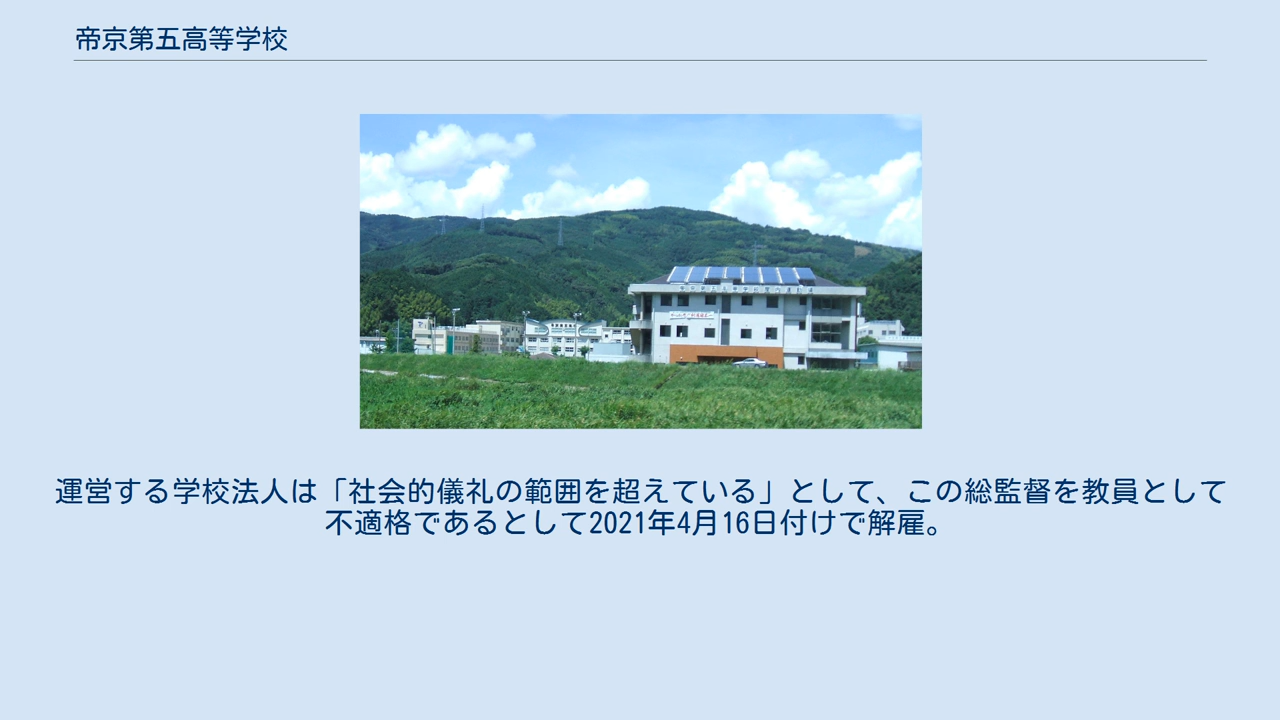 帝京第五高等学校
運営する学校法人は「社会的儀礼の範囲を超えている」として、この総監督を教員として
不適格であるとして2021年4月16日付けで解雇。